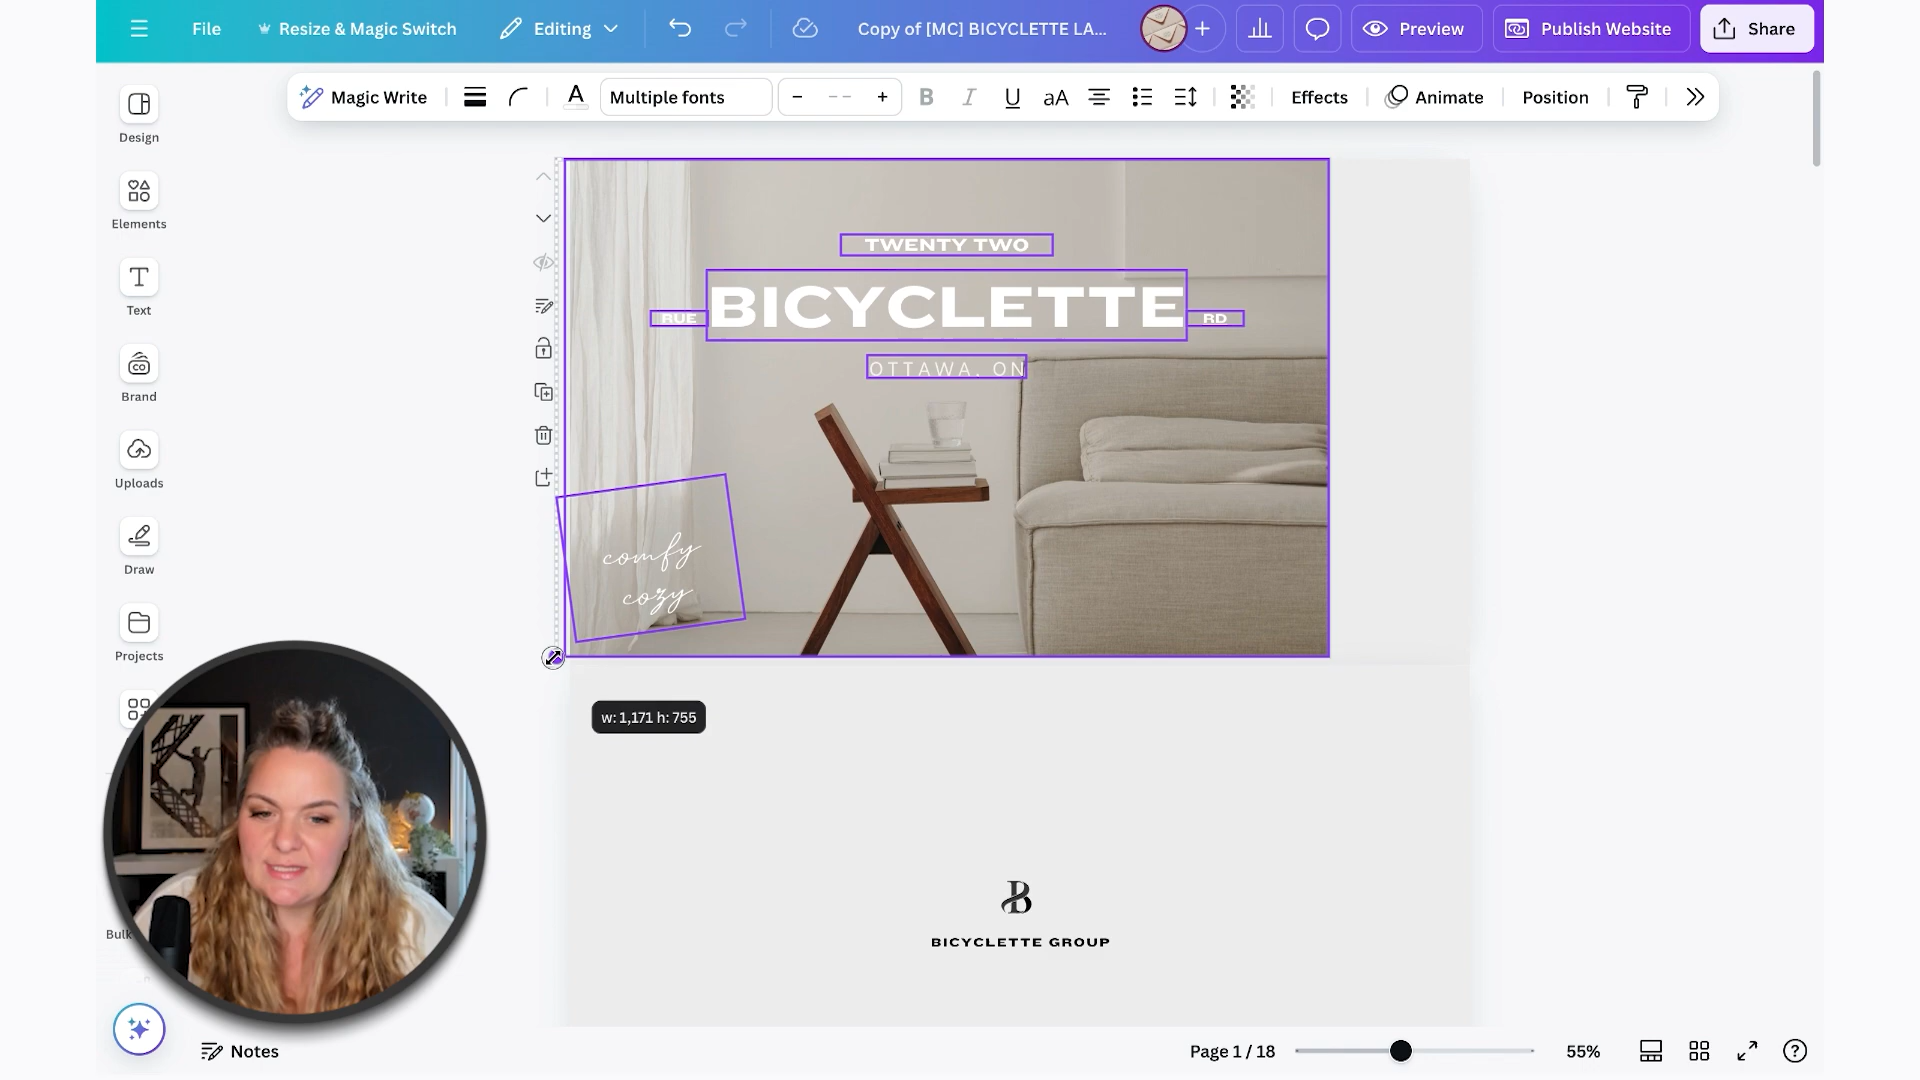 File
Resize & Magic Switch
Editing
Copy of [MC] BICYCLETTE LA...
Preview
Publish Website
Share
Magic Write
A
Multiple fonts
− -- +
B I U aA
Effects
Animate
Position
Design
Elements
Text
Brand
Uploads
Draw
Projects
TWENTY TWO
RUE BICYCLETTE RD
OTTAWA, ON
comfy
cozy
w: 1,171 h: 755
BICYCLETTE GROUP
Bulk
Notes
Page 1 / 18
55%